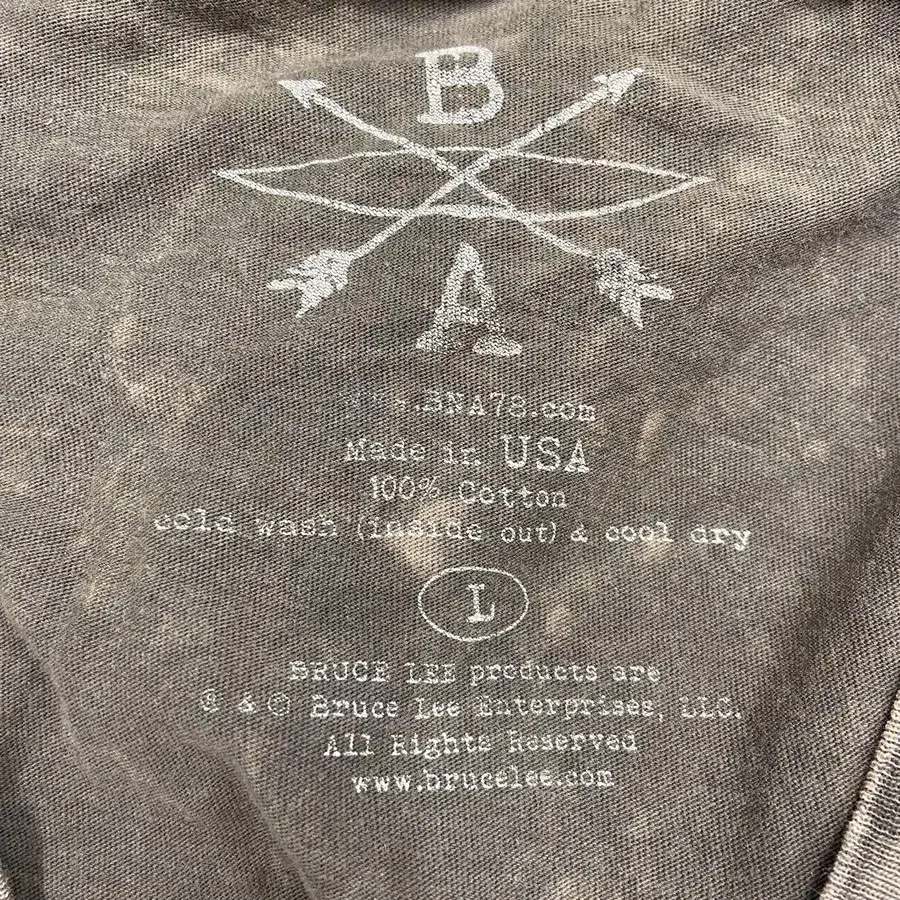 B
A
www.BNA78.com
Made in USA
100% Cotton
cold wash (inside out) & cool dry
L
BRUCE LEE products are
® & © Bruce Lee Enterprises, LLC.
All Rights Reserved
www.brucelee.com